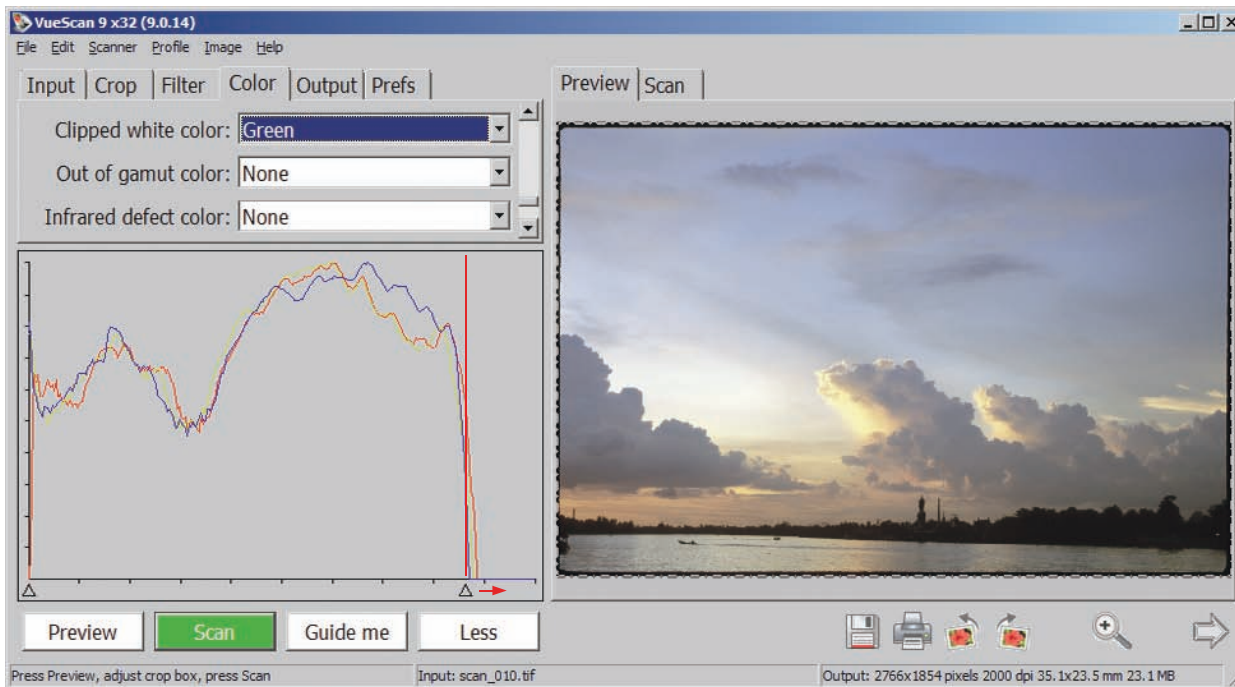 VueScan 9 x32 (9.0.14)
File Edit Scanner Profile Image Help
Input Crop Filter Color Output Prefs
Preview Scan
Clipped white color: Green
Out of gamut color: None
Infrared defect color: None
Preview Scan Guide me Less
Press Preview, adjust crop box, press Scan
Input: scan_010.tif
Output: 2766x1854 pixels 2000 dpi 35.1x23.5 mm 23.1 MB